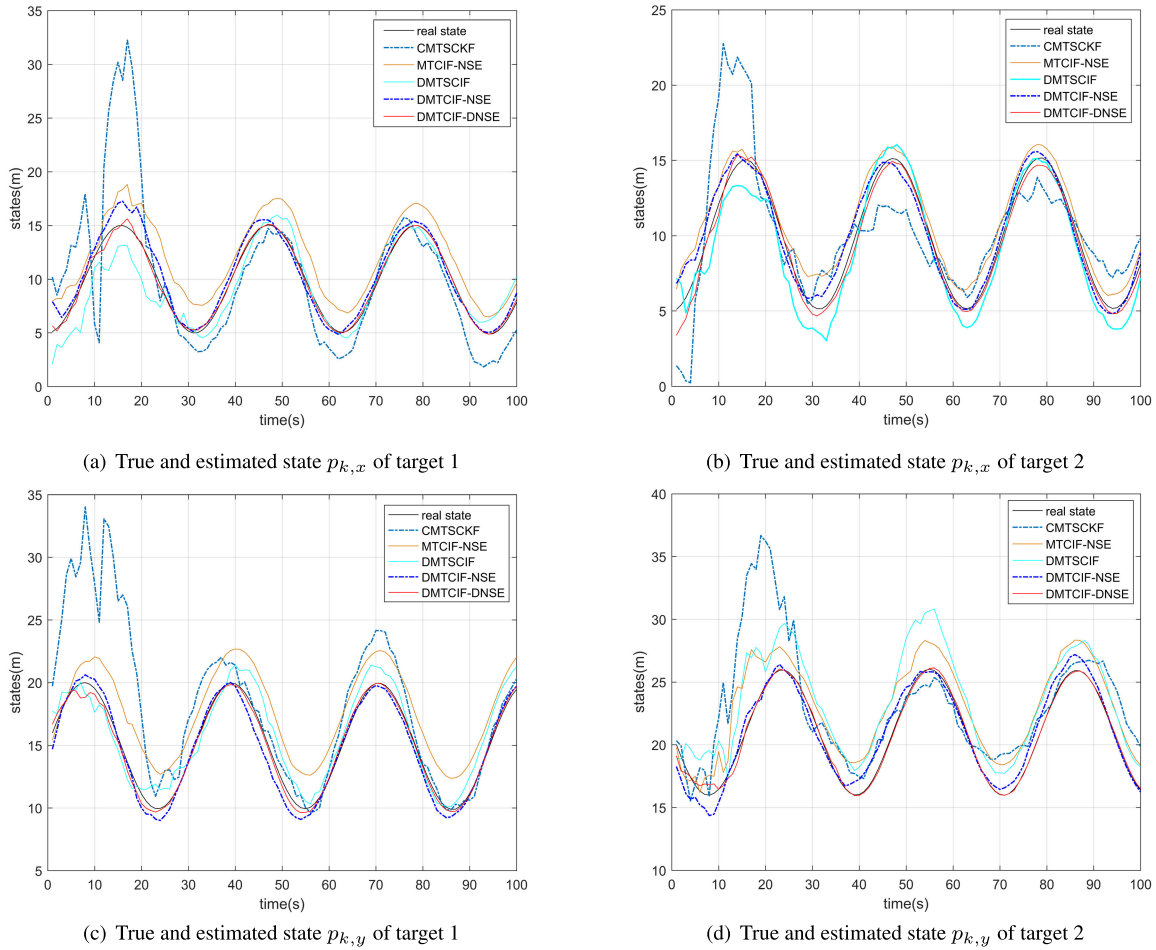 35
30
25
20
15
10
5
0
states(m)
0 10 20 30 40 50 60 70 80 90 100
time(s)
real state
CMTSCKF
MTCIF-NSE
DMTSCIF
DMTCIF-NSE
DMTCIF-DNSE
(a) True and estimated state p_{k,x} of target 1
25
20
15
10
5
0
states(m)
0 10 20 30 40 50 60 70 80 90 100
time(s)
real state
CMTSCKF
MTCIF-NSE
DMTSCIF
DMTCIF-NSE
DMTCIF-DNSE
(b) True and estimated state p_{k,x} of target 2
35
30
25
20
15
10
5
states(m)
0 10 20 30 40 50 60 70 80 90 100
time(s)
real state
CMTSCKF
MTCIF-NSE
DMTSCIF
DMTCIF-NSE
DMTCIF-DNSE
(c) True and estimated state p_{k,y} of target 1
40
35
30
25
20
15
10
states(m)
0 10 20 30 40 50 60 70 80 90 100
time(s)
real state
CMTSCKF
MTCIF-NSE
DMTSCIF
DMTCIF-NSE
DMTCIF-DNSE
(d) True and estimated state p_{k,y} of target 2